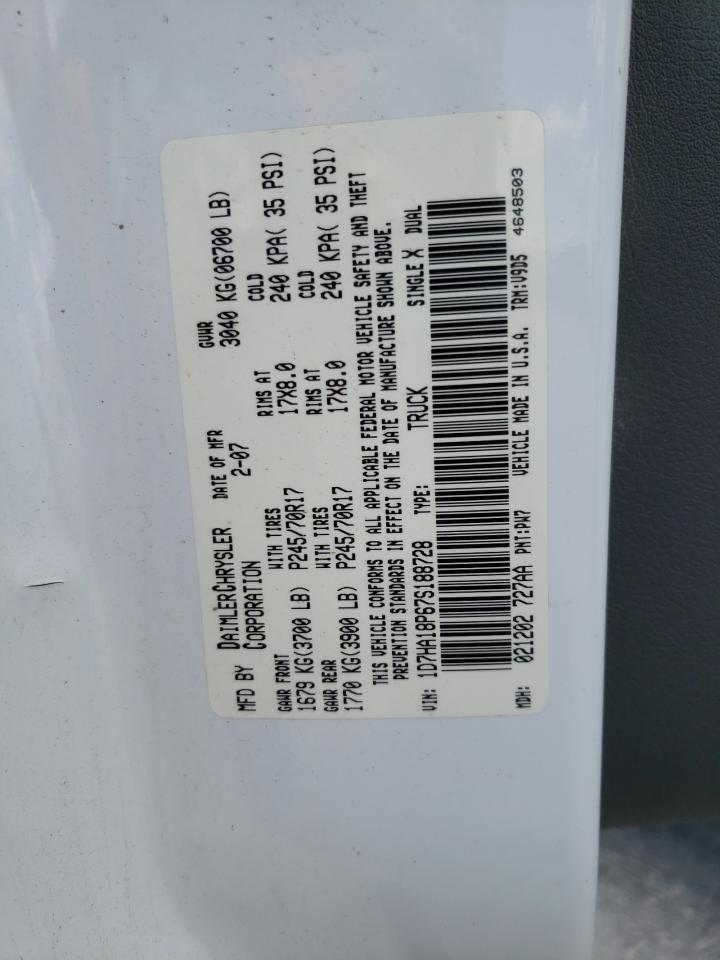 MFD BY DAIMLERCHRYSLER CORPORATION
DATE OF MFR 2-07
GVWR 3040 KG(06700 LB)
GAWR FRONT WITH TIRES RIMS AT COLD
1679 KG(3700 LB) P245/70R17 17X8.0 240 KPA( 35 PSI)
GAWR REAR WITH TIRES RIMS AT COLD
1770 KG(3900 LB) P245/70R17 17X8.0 240 KPA( 35 PSI)
THIS VEHICLE CONFORMS TO ALL APPLICABLE FEDERAL MOTOR VEHICLE SAFETY AND THEFT
PREVENTION STANDARDS IN EFFECT ON THE DATE OF MANUFACTURE SHOWN ABOVE.
VIN: 1D7HA18P67S188728 TYPE: TRUCK SINGLE X DUAL
MDH: 021202 727AA PNT:PW7 VEHICLE MADE IN U.S.A. TRM:V9D5 4648503